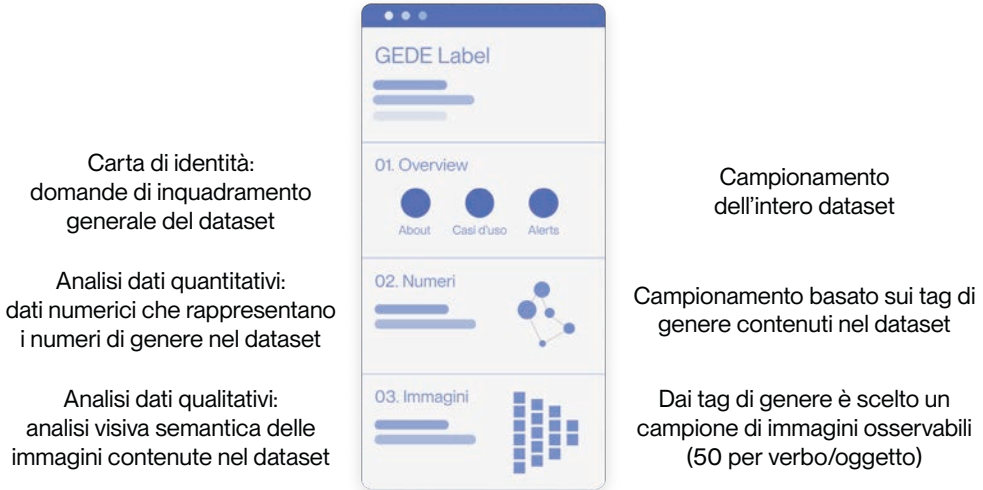 GEDE Label
Carta di identità:
domande di inquadramento
generale del dataset
01. Overview
About
Casi d'uso
Alerts
Campionamento
dell'intero dataset
Analisi dati quantitativi:
dati numerici che rappresentano
i numeri di genere nel dataset
02. Numeri
Campionamento basato sui tag di
genere contenuti nel dataset
Analisi dati qualitativi:
analisi visiva semantica delle
immagini contenute nel dataset
03. Immagini
Dai tag di genere è scelto un
campione di immagini osservabili
(50 per verbo/oggetto)